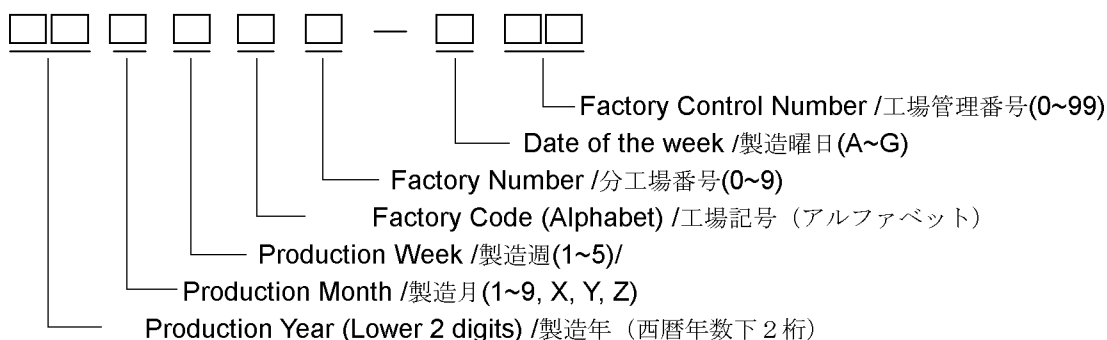 Factory Control Number /工場管理番号(0~99)
Date of the week /製造曜日(A~G)
Factory Number /分工場番号(0~9)
Factory Code (Alphabet) /工場記号（アルファベット）
Production Week /製造週(1~5)/
Production Month /製造月(1~9, X, Y, Z)
Production Year (Lower 2 digits) /製造年（西暦年数下２桁）